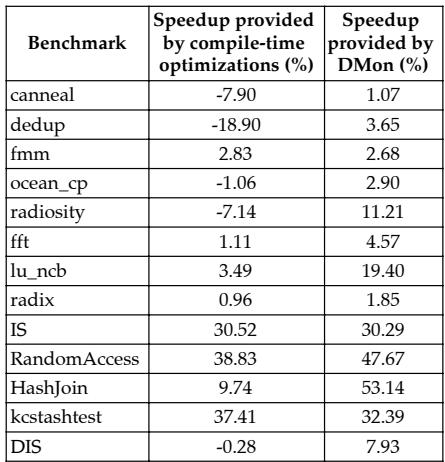 Benchmark Speedup provided by compile-time optimizations (%) Speedup provided by DMon (%)
canneal -7.90 1.07
dedup -18.90 3.65
fmm 2.83 2.68
ocean_cp -1.06 2.90
radiosity -7.14 11.21
fft 1.11 4.57
lu_ncb 3.49 19.40
radix 0.96 1.85
IS 30.52 30.29
RandomAccess 38.83 47.67
HashJoin 9.74 53.14
kcstashtest 37.41 32.39
DIS -0.28 7.93